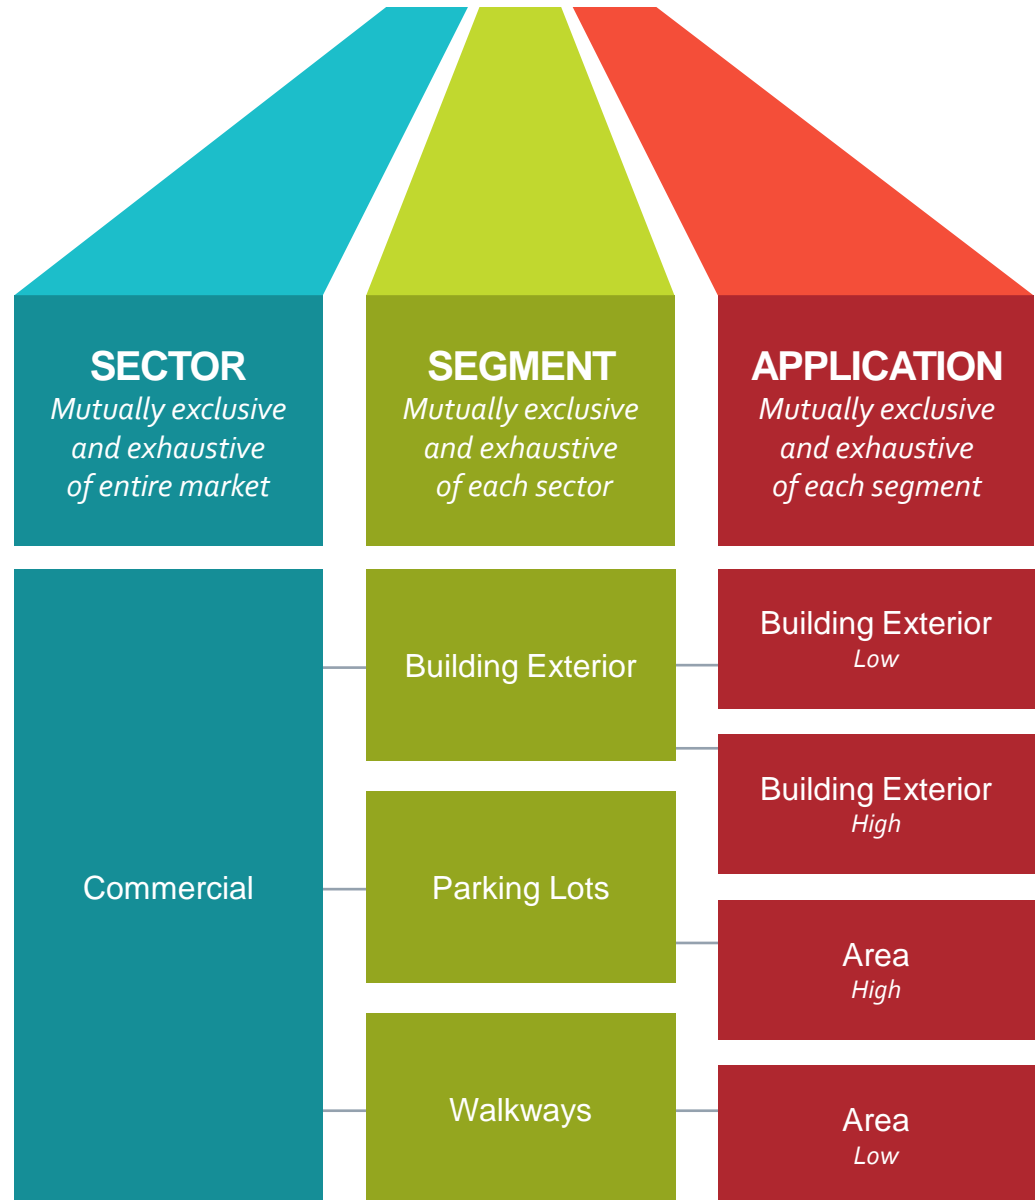 SECTOR
Mutually exclusive
and exhaustive
of entire market
SEGMENT
Mutually exclusive
and exhaustive
of each sector
APPLICATION
Mutually exclusive
and exhaustive
of each segment
Commercial
Building Exterior
Parking Lots
Walkways
Building Exterior
Low
Building Exterior
High
Area
High
Area
Low